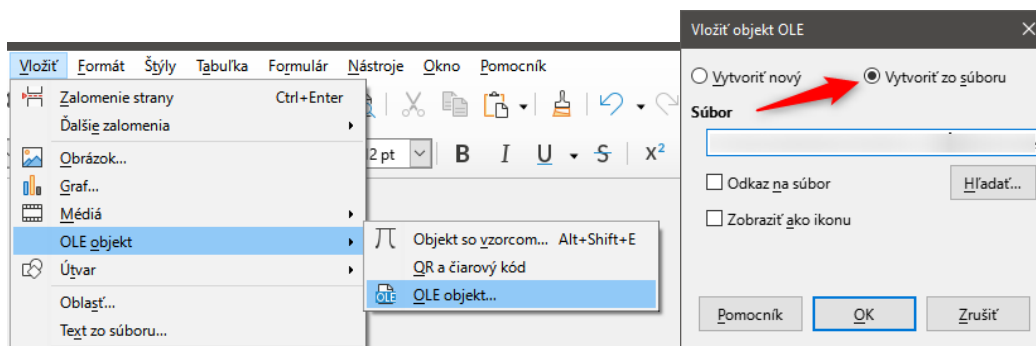 Vložiť Formát Štýly Tabuľka Formulár Nástroje Okno Pomocník
Zalomenie strany Ctrl+Enter
Ďalšie zalomenia
Obrázok...
Graf...
Médiá
OLE objekt
Útvar
Oblasť...
Text zo súboru...
12 pt B I U S X²
Objekt so vzorcom... Alt+Shift+E
QR a čiarový kód
OLE OLE objekt...
Vložiť objekt OLE
Vytvoriť nový Vytvoriť zo súboru
Súbor
Odkaz na súbor Hľadať...
Zobraziť ako ikonu
Pomocník OK Zrušiť